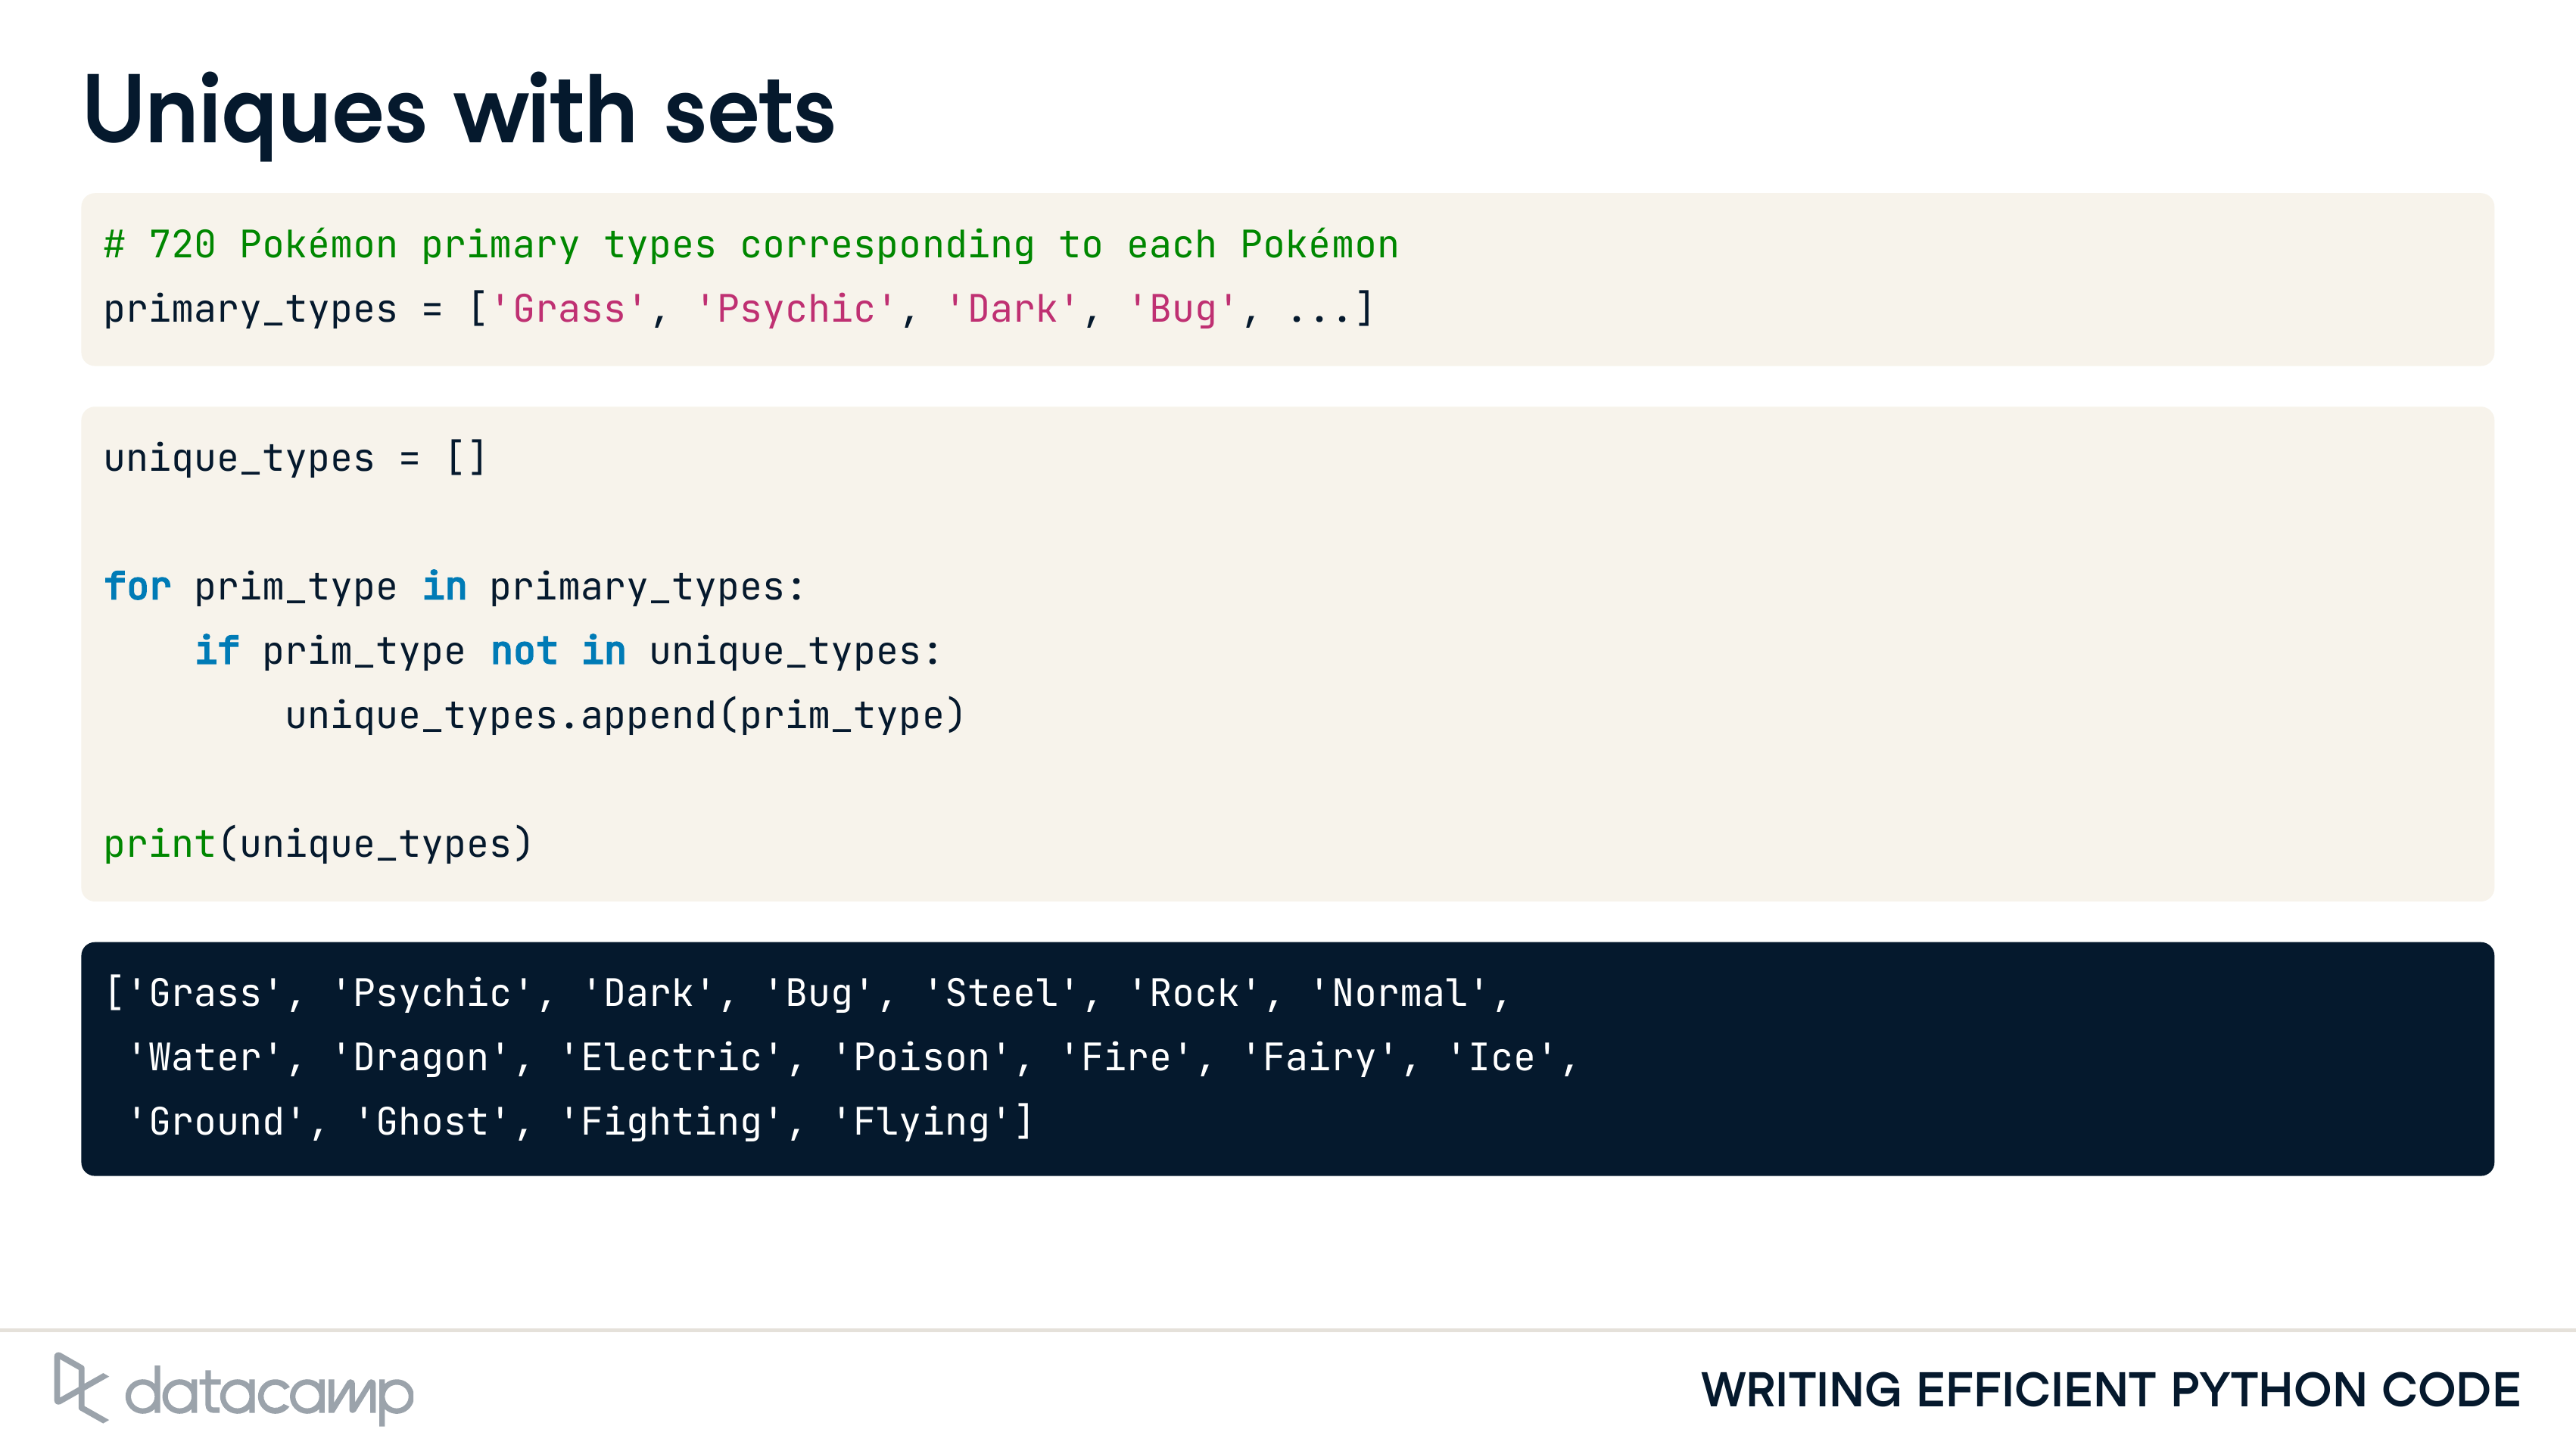 Uniques with sets
# 720 Pokémon primary types corresponding to each Pokémon
primary_types = ['Grass', 'Psychic', 'Dark', 'Bug', ...]
unique_types = []
for prim_type in primary_types:
    if prim_type not in unique_types:
        unique_types.append(prim_type)
print(unique_types)
['Grass', 'Psychic', 'Dark', 'Bug', 'Steel', 'Rock', 'Normal',
 'Water', 'Dragon', 'Electric', 'Poison', 'Fire', 'Fairy', 'Ice',
 'Ground', 'Ghost', 'Fighting', 'Flying']
datacamp
WRITING EFFICIENT PYTHON CODE